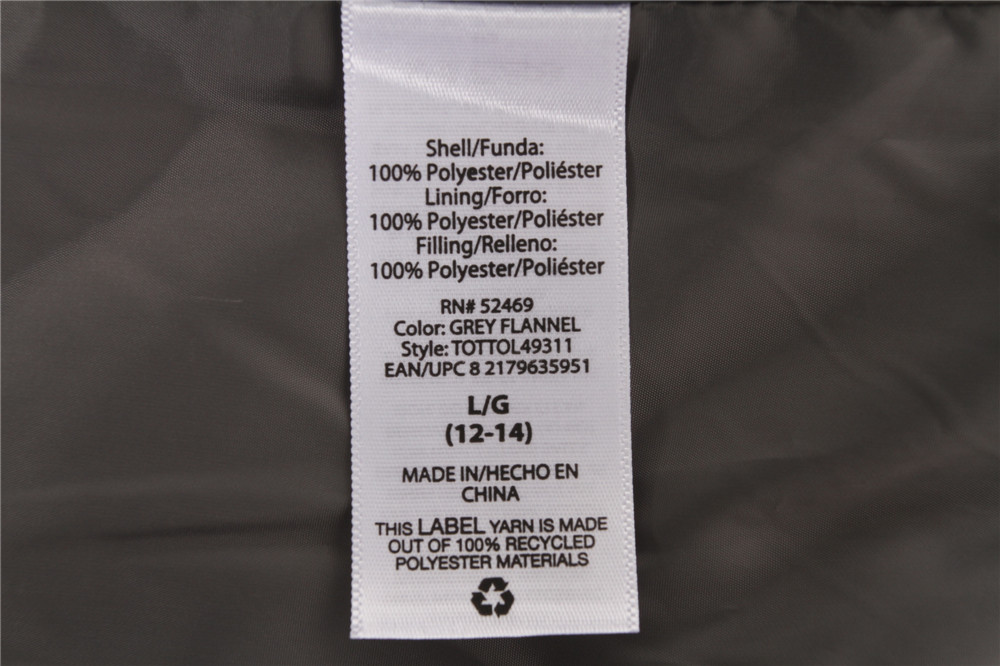 Shell/Funda:
100% Polyester/Poliéster
Lining/Forro:
100% Polyester/Poliéster
Filling/Relleno:
100% Polyester/Poliéster
RN# 52469
Color: GREY FLANNEL
Style: TOTTOL49311
EAN/UPC 8 2179635951
L/G
(12-14)
MADE IN/HECHO EN
CHINA
THIS LABEL YARN IS MADE
OUT OF 100% RECYCLED
POLYESTER MATERIALS